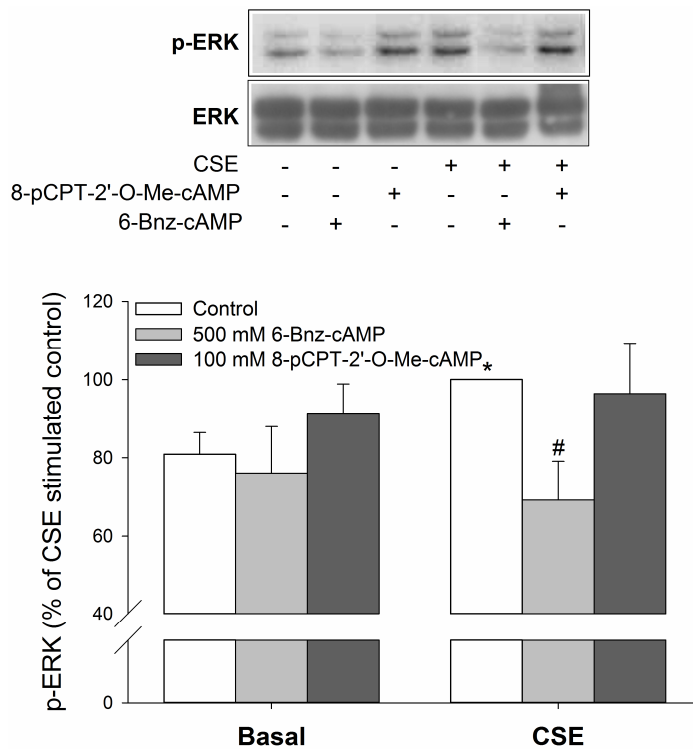 p-ERK
ERK
CSE - - - + + +
8-pCPT-2'-O-Me-cAMP - - + - - +
6-Bnz-cAMP - + - - + -
p-ERK (% of CSE stimulated control)
120
100
80
60
40
0
Control
500 mM 6-Bnz-cAMP
100 mM 8-pCPT-2'-O-Me-cAMP
*
#
Basal CSE